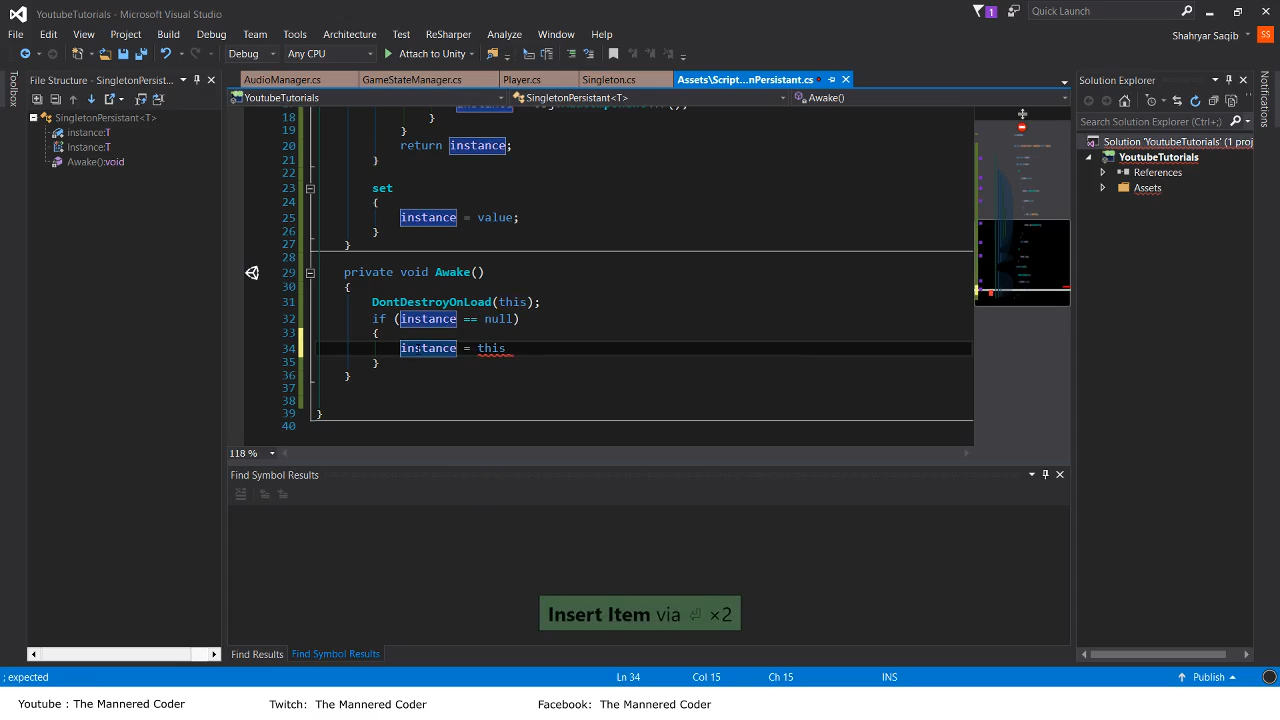 YoutubeTutorials - Microsoft Visual Studio
1
Quick Launch
File Edit View Project Build Debug Team Tools Architecture Test ReSharper Analyze Window Help
Shahryar Saqib SS
Debug Any CPU Attach to Unity
Toolbox
File Structure - SingletonPersist...
SingletonPersistant<T>
instance:T
Instance:T
Awake():void
AudioManager.cs GameStateManager.cs Player.cs Singleton.cs Assets\Script...nPersistant.cs
YoutubeTutorials SingletonPersistant<T> Awake()
18 }
19 }
20 return instance;
21 }
22
23 set
24 {
25 instance = value;
26 }
27 }
28
29 private void Awake()
30 {
31 DontDestroyOnLoad(this);
32 if (instance == null)
33 {
34 instance = this
35 }
36 }
37
38
39 }
40
118 %
Find Symbol Results
Insert Item via ⏎ ×2
Find Results Find Symbol Results
Solution Explorer
Search Solution Explorer (Ctrl+;)
Solution 'YoutubeTutorials' (1 proj
YoutubeTutorials
References
Assets
Notifications
; expected Ln 34 Col 15 Ch 15 INS Publish
Youtube : The Mannered Coder Twitch: The Mannered Coder Facebook: The Mannered Coder